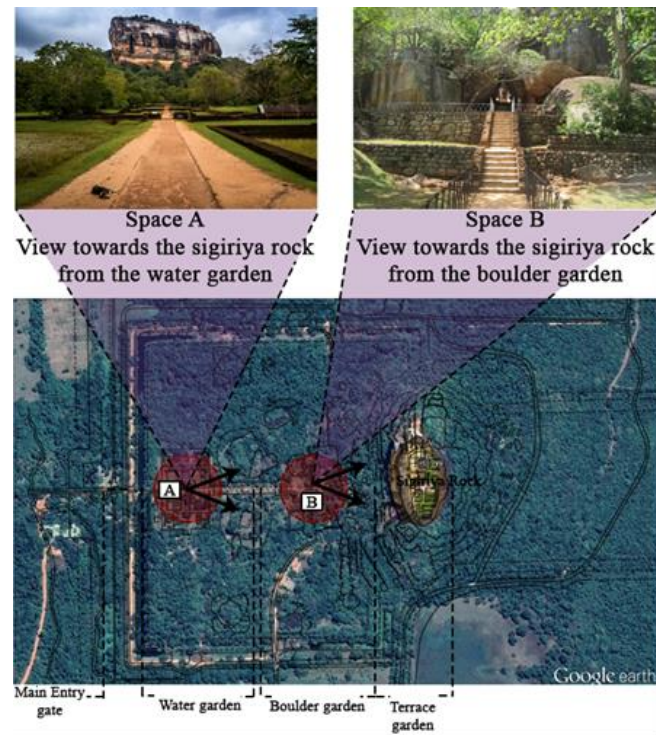 Space A
View towards the sigiriya rock
from the water garden
Space B
View towards the sigiriya rock
from the boulder garden
A
B
Sigiriya Rock
Google earth
Main Entry
gate
Water garden
Boulder garden
Terrace
garden